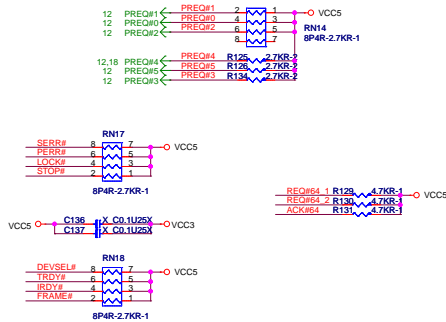 12 PREQ#1 PREQ#1 2 1 VCC5
12 PREQ#0 PREQ#0 4 3
12 PREQ#2 PREQ#2 6 5 RN14
8 7 8P4R-2.7KR-1
12,18 PREQ#4 PREQ#4 R125 2.7KR-2
12 PREQ#5 PREQ#5 R126 2.7KR-2
12 PREQ#3 PREQ#3 R134 2.7KR-2
RN17
SERR# 8 7 VCC5
PERR# 6 5
LOCK# 4 3
STOP# 2 1
8P4R-2.7KR-1
REQ#64_1 R129 4.7KR-1 VCC5
REQ#64_2 R130 4.7KR-1
ACK#64 R131 4.7KR-1
VCC5 C136 X_C0.1U25X VCC3
C137 X_C0.1U25X
RN18
DEVSEL# 8 7 VCC5
TRDY# 6 5
IRDY# 4 3
FRAME# 2 1
8P4R-2.7KR-1